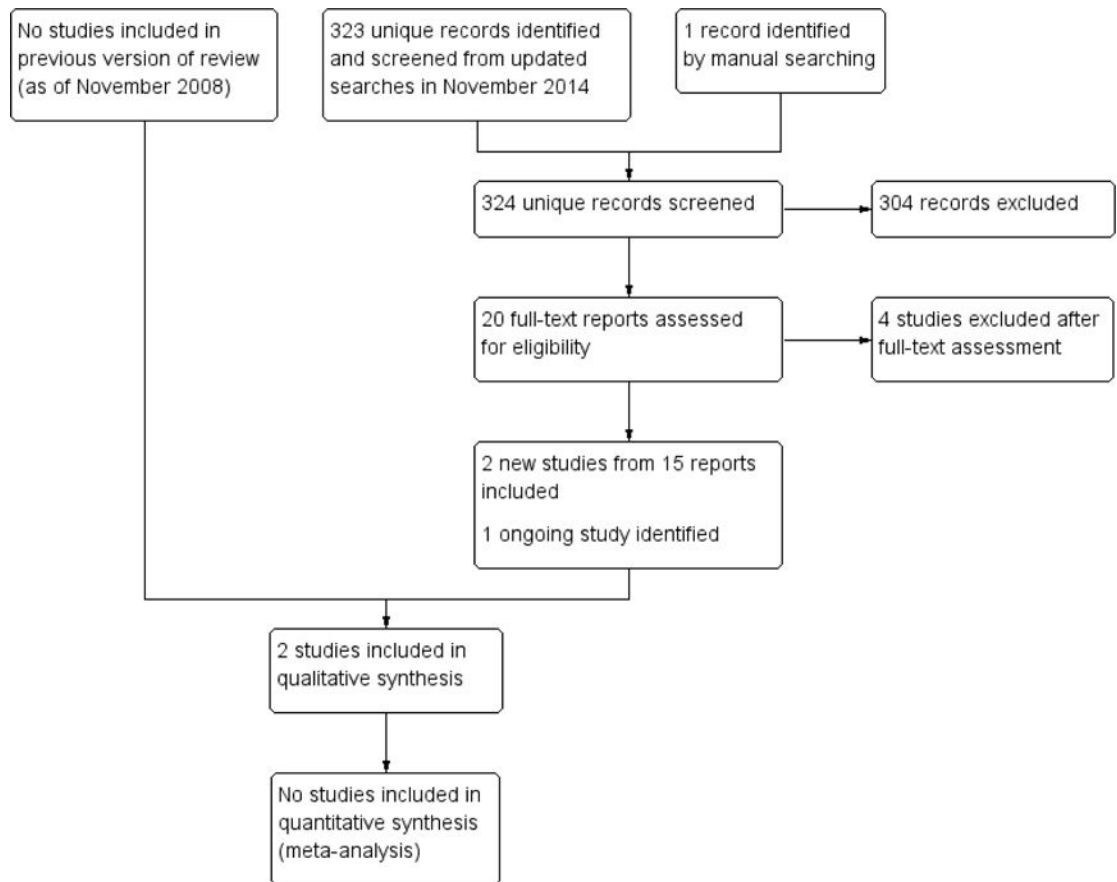 No studies included in
previous version of review
(as of November 2008)
323 unique records identified
and screened from updated
searches in November 2014
1 record identified
by manual searching
324 unique records screened
304 records excluded
20 full-text reports assessed
for eligibility
4 studies excluded after
full-text assessment
2 new studies from 15 reports
included
1 ongoing study identified
2 studies included in
qualitative synthesis
No studies included in
quantitative synthesis
(meta-analysis)